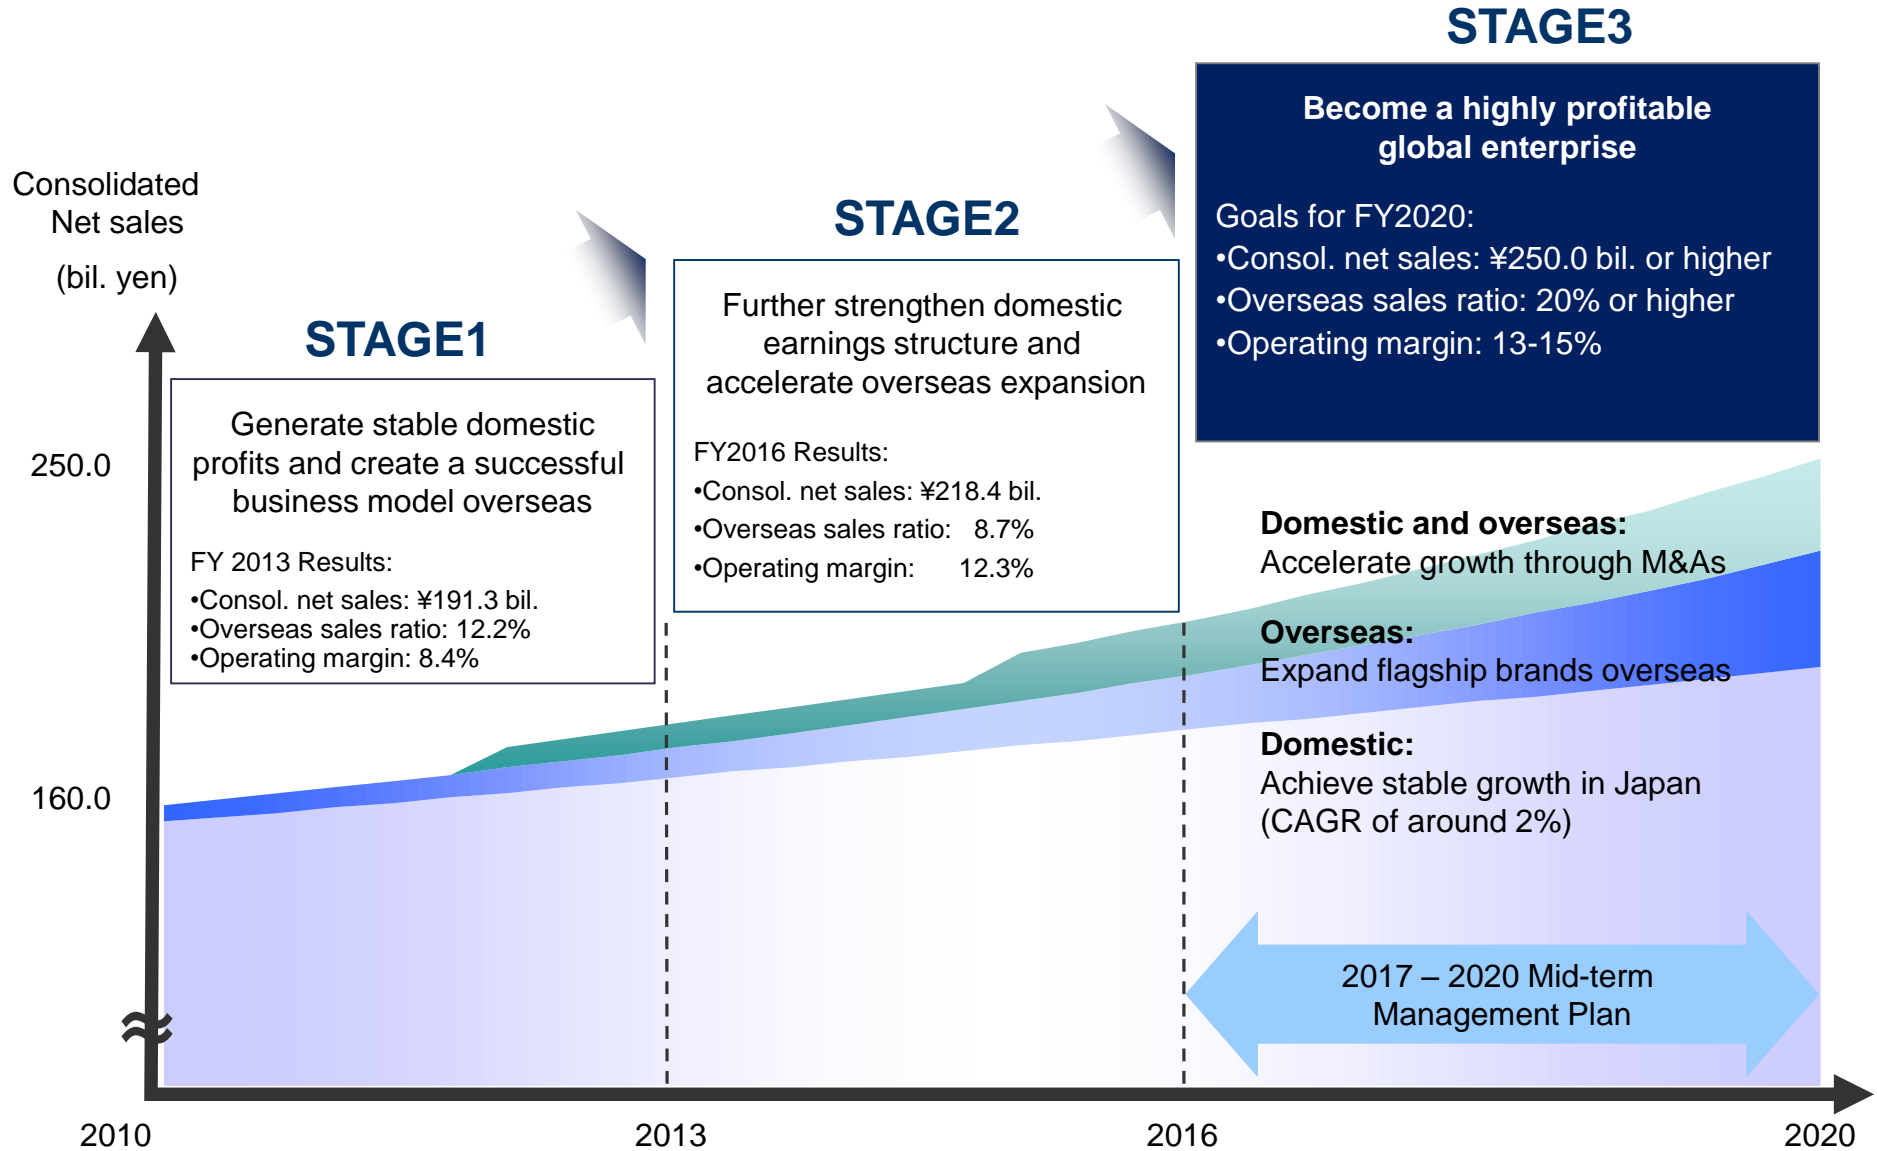 Consolidated
Net sales
(bil. yen)
250.0
160.0
STAGE1
Generate stable domestic
profits and create a successful
business model overseas
FY 2013 Results:
•Consol. net sales: ¥191.3 bil.
•Overseas sales ratio: 12.2%
•Operating margin: 8.4%
STAGE2
Further strengthen domestic
earnings structure and
accelerate overseas expansion
FY2016 Results:
•Consol. net sales: ¥218.4 bil.
•Overseas sales ratio: 8.7%
•Operating margin: 12.3%
STAGE3
Become a highly profitable
global enterprise
Goals for FY2020:
•Consol. net sales: ¥250.0 bil. or higher
•Overseas sales ratio: 20% or higher
•Operating margin: 13-15%
Domestic and overseas:
Accelerate growth through M&As
Overseas:
Expand flagship brands overseas
Domestic:
Achieve stable growth in Japan
(CAGR of around 2%)
2017 – 2020 Mid-term
Management Plan
2010
2013
2016
2020